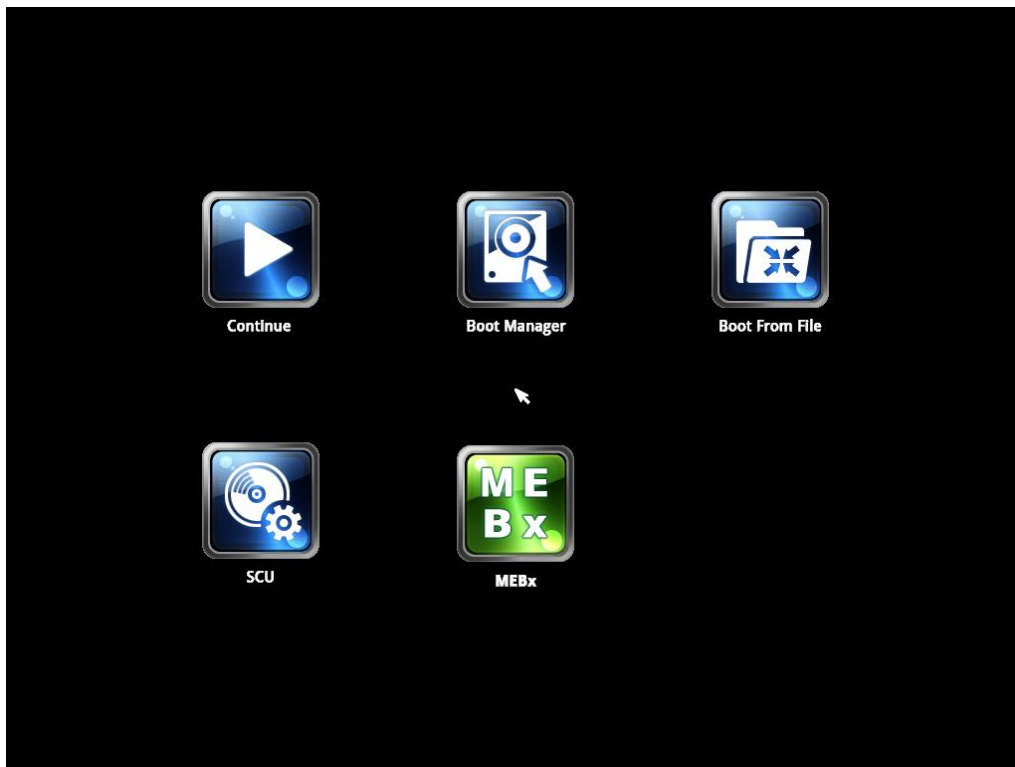 Continue
Boot Manager
Boot From File
M E
B x
SCU
MEBx